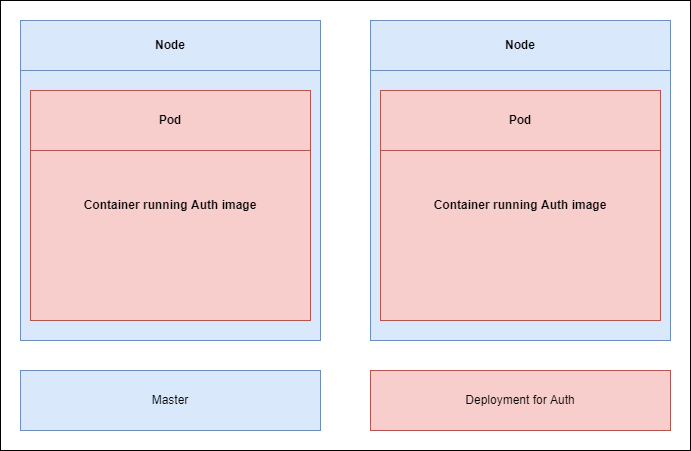 Node
Node
Pod
Pod
Container running Auth image
Container running Auth image
Master
Deployment for Auth